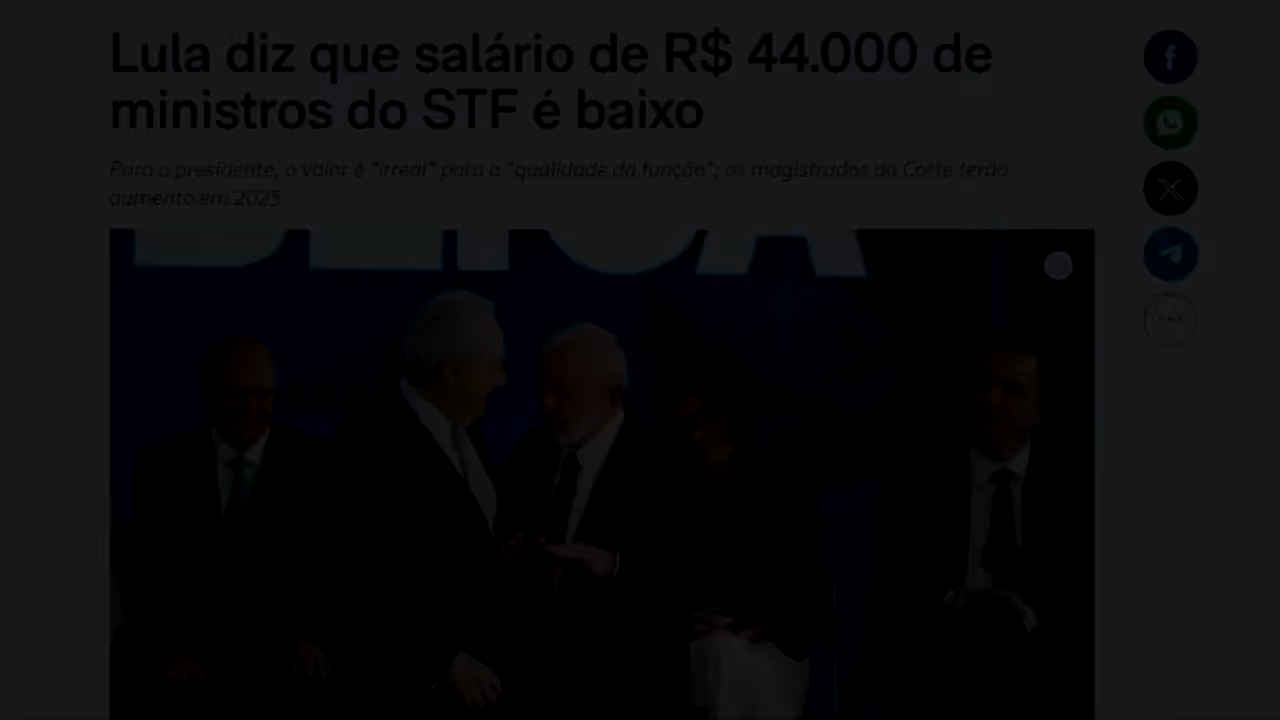 Lula diz que salário de R$ 44.000 de
ministros do STF é baixo
Para o presidente, o valor é "irreal" para a "qualidade da função"; os magistrados da Corte terão
aumento em 2025